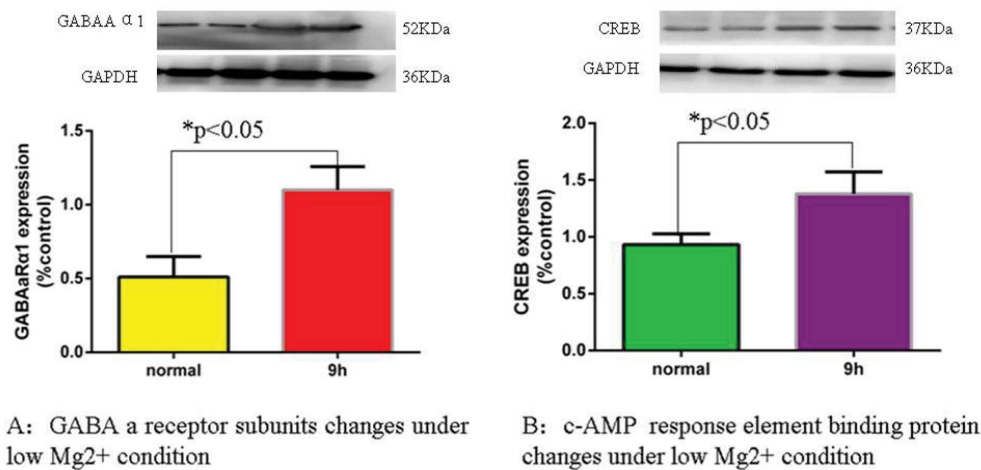 GABAA α1
52KDa
GAPDH
36KDa
*p<0.05
GABAaRα1 expression
(%control)
1.5
1.0
0.5
0.0
normal
9h
A: GABA a receptor subunits changes under
low Mg2+ condition
CREB
37KDa
GAPDH
36KDa
*p<0.05
CREB expression
(%control)
2.0
1.5
1.0
0.5
0.0
normal
9h
B: c-AMP response element binding protein
changes under low Mg2+ condition